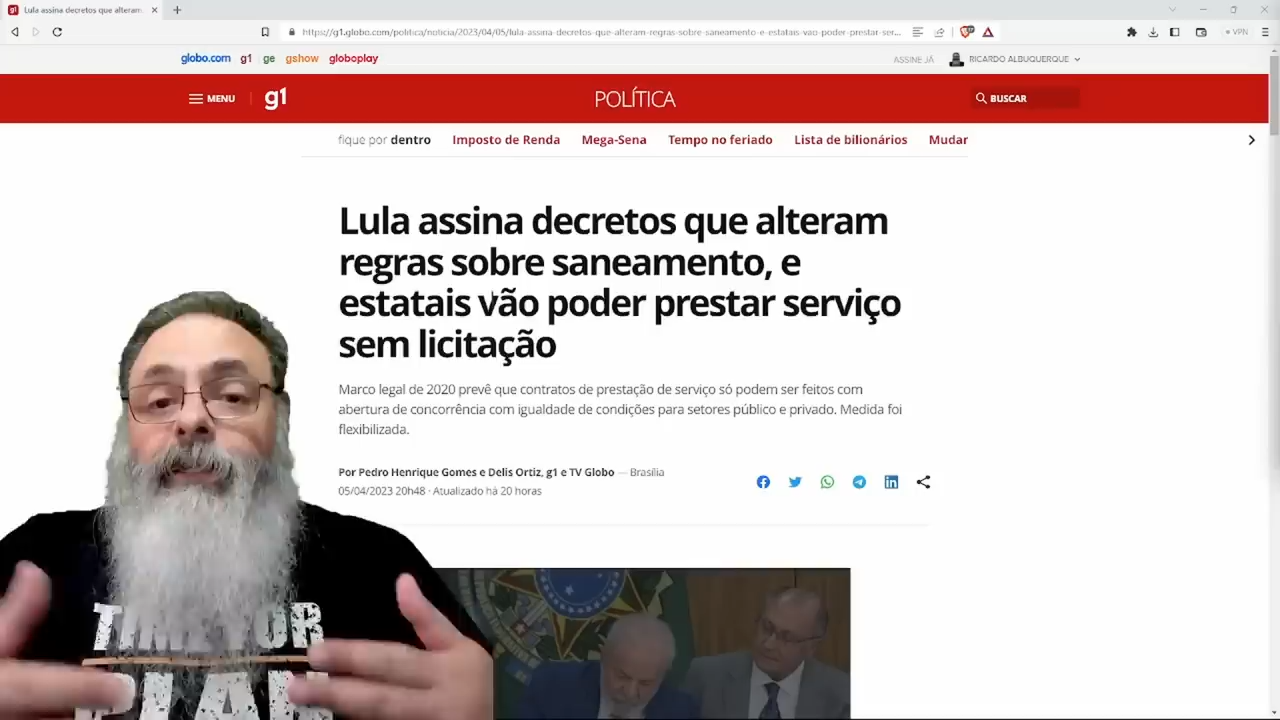 Lula assina decretos que alteram
https://g1.globo.com/politica/noticia/2023/04/05/lula-assina-decretos-que-alteram-regras-sobre-saneamento-e-estatais-vao-poder-prestar-ser...
VPN
globo.com g1 ge gshow globoplay
ASSINE JÁ RICARDO ALBUQUERQUE
MENU g1 POLÍTICA BUSCAR
fique por dentro Imposto de Renda Mega-Sena Tempo no feriado Lista de bilionários Mudar
Lula assina decretos que alteram
regras sobre saneamento, e
estatais vão poder prestar serviço
sem licitação
Marco legal de 2020 prevê que contratos de prestação de serviço só podem ser feitos com
abertura de concorrência com igualdade de condições para setores público e privado. Medida foi
flexibilizada.
Por Pedro Henrique Gomes e Delis Ortiz, g1 e TV Globo — Brasília
05/04/2023 20h48 · Atualizado há 20 horas